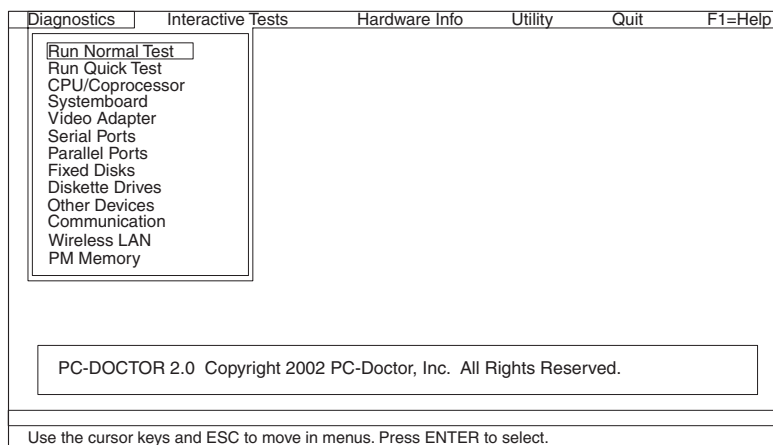 Diagnostics Interactive Tests Hardware Info Utility Quit F1=Help
Run Normal Test
Run Quick Test
CPU/Coprocessor
Systemboard
Video Adapter
Serial Ports
Parallel Ports
Fixed Disks
Diskette Drives
Other Devices
Communication
Wireless LAN
PM Memory
PC-DOCTOR 2.0 Copyright 2002 PC-Doctor, Inc. All Rights Reserved.
Use the cursor keys and ESC to move in menus. Press ENTER to select.